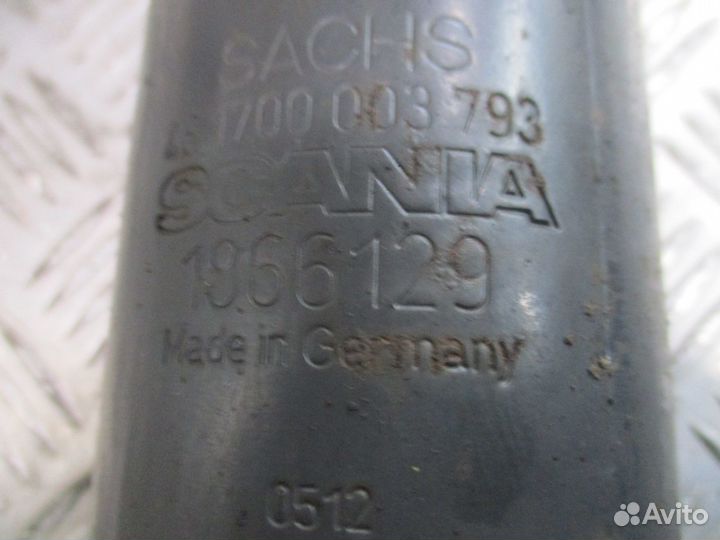 SACHS
1700 003 793
SCANIA
1866129
Made in Germany
0512
Avito